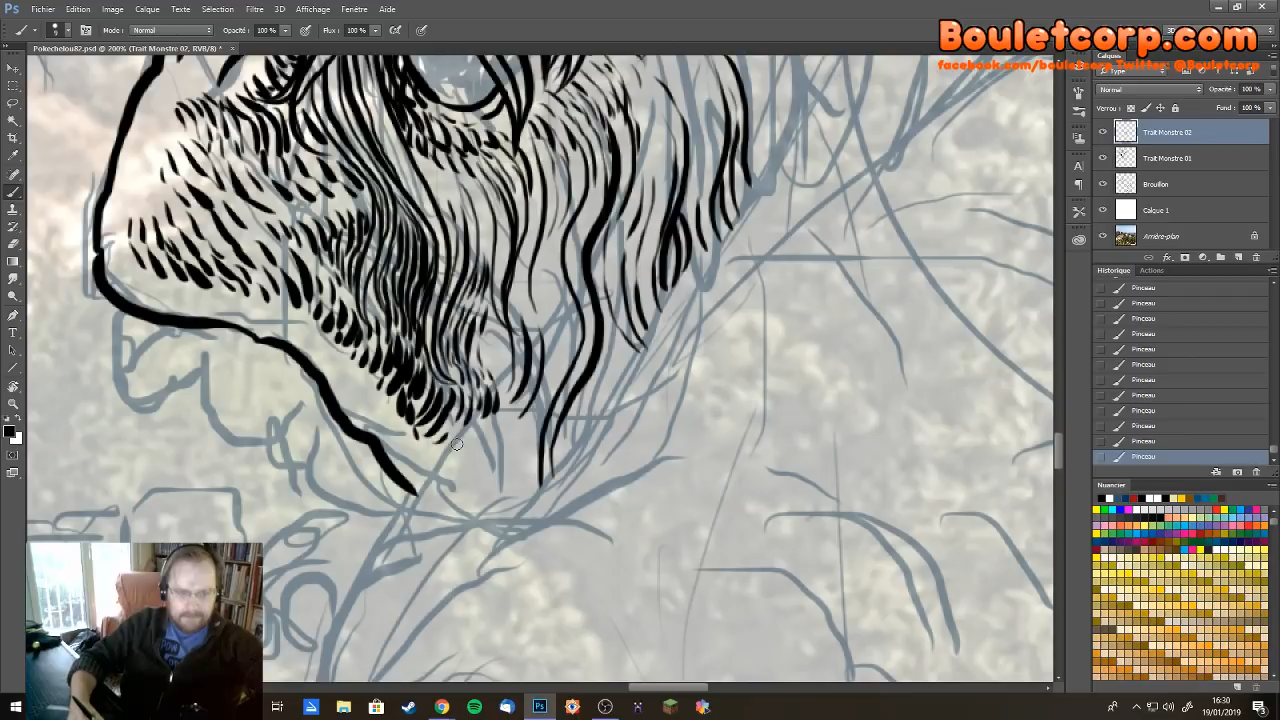 Ps Fichier Edition Image Calque Texte Sélection Filtre 3D Affichage Fenêtre Aide
Mode : Normal Opacité : 100 % Flux : 100 %
Bouletcorp.com
facebook.com/bouletcorp Twitter: @Bouletcorp
Pokechelou82.psd @ 200% (Trait Monstre 02, RVB/8) *
Calques
Type
Normal Opacité : 100 %
Verrou : Fond : 100 %
Trait Monstre 02
Trait Monstre 01
Brouillon
Calque 1
Arrière-plan
Historique Actions
Pinceau
Pinceau
Pinceau
Pinceau
Pinceau
Pinceau
Pinceau
Pinceau
Pinceau
Pinceau
Pinceau
Pinceau
Nuancier
16:30
19/01/2019